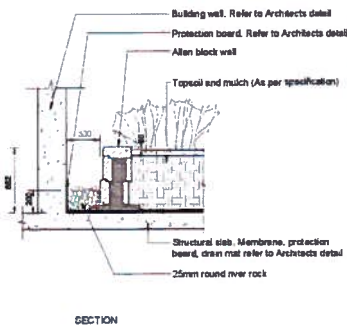 Building wall. Refer to Architects detail
Protection board. Refer to Architects detail
Allan block wall
Topsoil and mulch (As per specification)
Structural slab. Membrane, protection
board, drain mat refer to Architects detail
25mm round river rock
SECTION